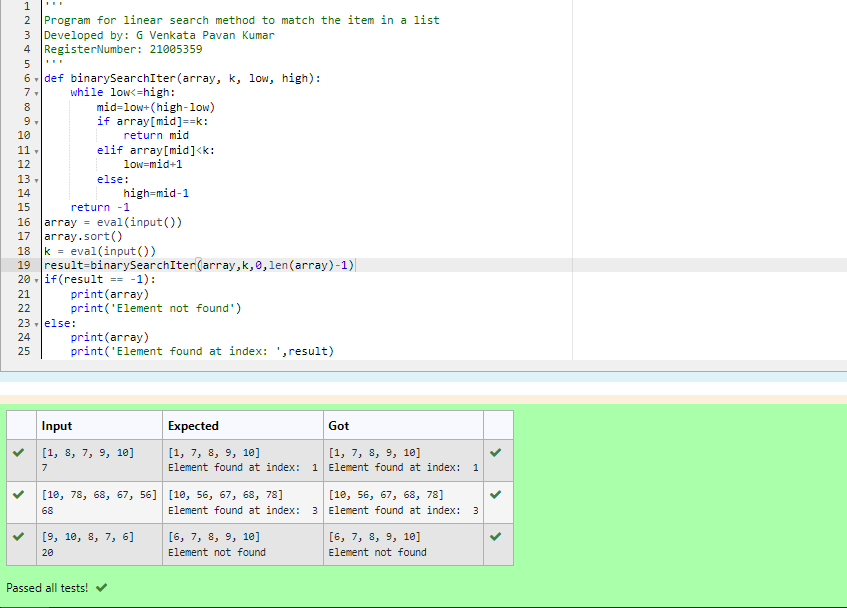 1 '''
2 Program for linear search method to match the item in a list
3 Developed by: G Venkata Pavan Kumar
4 RegisterNumber: 21005359
5 '''
6 def binarySearchIter(array, k, low, high):
7     while low<=high:
8         mid=low+(high-low)
9         if array[mid]==k:
10             return mid
11         elif array[mid]<k:
12             low=mid+1
13         else:
14             high=mid-1
15     return -1
16 array = eval(input())
17 array.sort()
18 k = eval(input())
19 result=binarySearchIter(array,k,0,len(array)-1)
20 if(result == -1):
21     print(array)
22     print('Element not found')
23 else:
24     print(array)
25     print('Element found at index: ',result)
Input Expected Got
[1, 8, 7, 9, 10] [1, 7, 8, 9, 10] [1, 7, 8, 9, 10]
7 Element found at index:  1 Element found at index:  1
[10, 78, 68, 67, 56] [10, 56, 67, 68, 78] [10, 56, 67, 68, 78]
68 Element found at index:  3 Element found at index:  3
[9, 10, 8, 7, 6] [6, 7, 8, 9, 10] [6, 7, 8, 9, 10]
20 Element not found Element not found
Passed all tests!